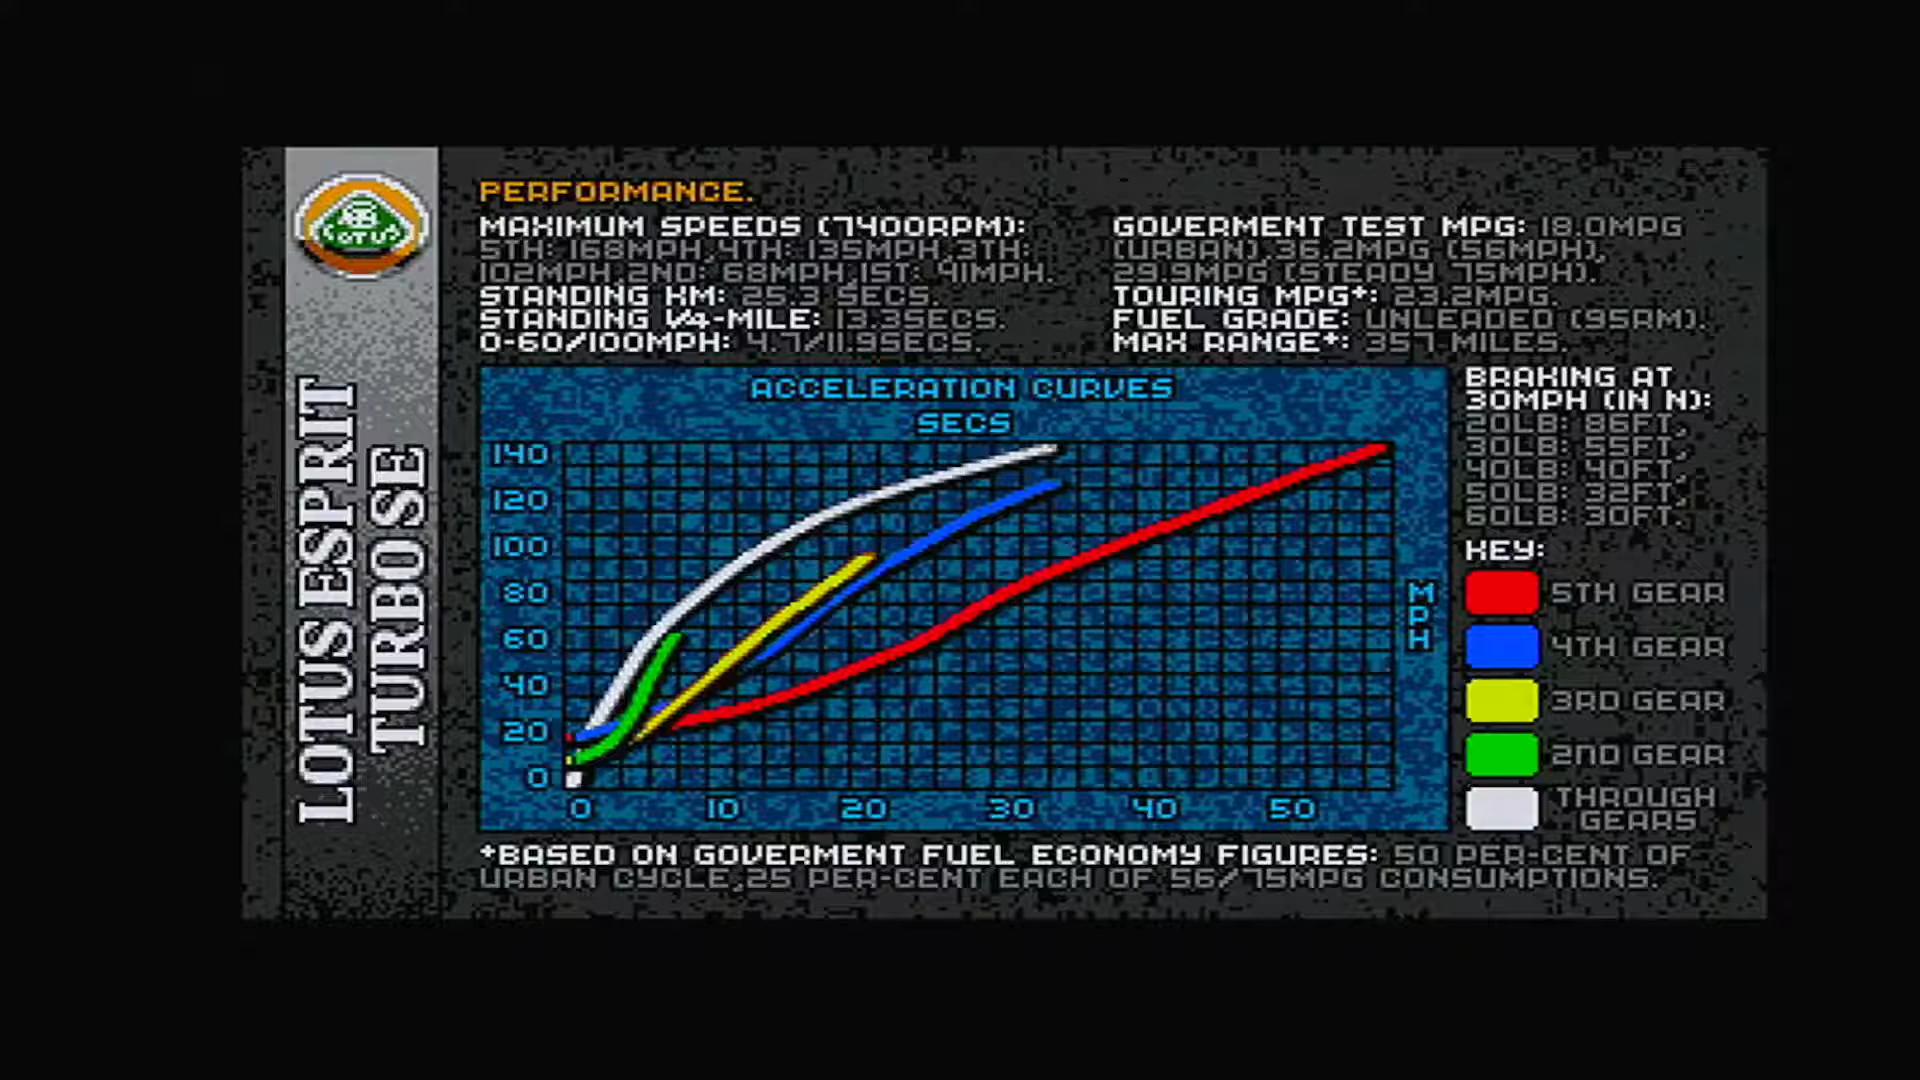 LOTUS ESPRIT
TURBO SE
LOTUS
PERFORMANCE.
MAXIMUM SPEEDS (7400RPM):
5TH: 168MPH,4TH: 135MPH,3TH:
102MPH,2ND: 68MPH,1ST: 41MPH.
STANDING KM: 25.3 SECS.
STANDING 1/4-MILE: 13.3SECS.
0-60/100MPH: 4.7/11.9SECS.
GOVERMENT TEST MPG: 18.0MPG
(URBAN),36.2MPG (56MPH),
29.9MPG (STEADY 75MPH).
TOURING MPG*: 23.2MPG.
FUEL GRADE: UNLEADED (95RM).
MAX RANGE*: 357 MILES.
ACCELERATION CURVES
SECS
140
120
100
80
60
40
20
0
0 10 20 30 40 50
MPH
BRAKING AT
30MPH (IN N):
20LB: 86FT,
30LB: 55FT,
40LB: 40FT,
50LB: 32FT,
60LB: 30FT.
KEY:
5TH GEAR
4TH GEAR
3RD GEAR
2ND GEAR
THROUGH
GEARS
*BASED ON GOVERMENT FUEL ECONOMY FIGURES: 50 PER-CENT OF
URBAN CYCLE,25 PER-CENT EACH OF 56/75MPG CONSUMPTIONS.